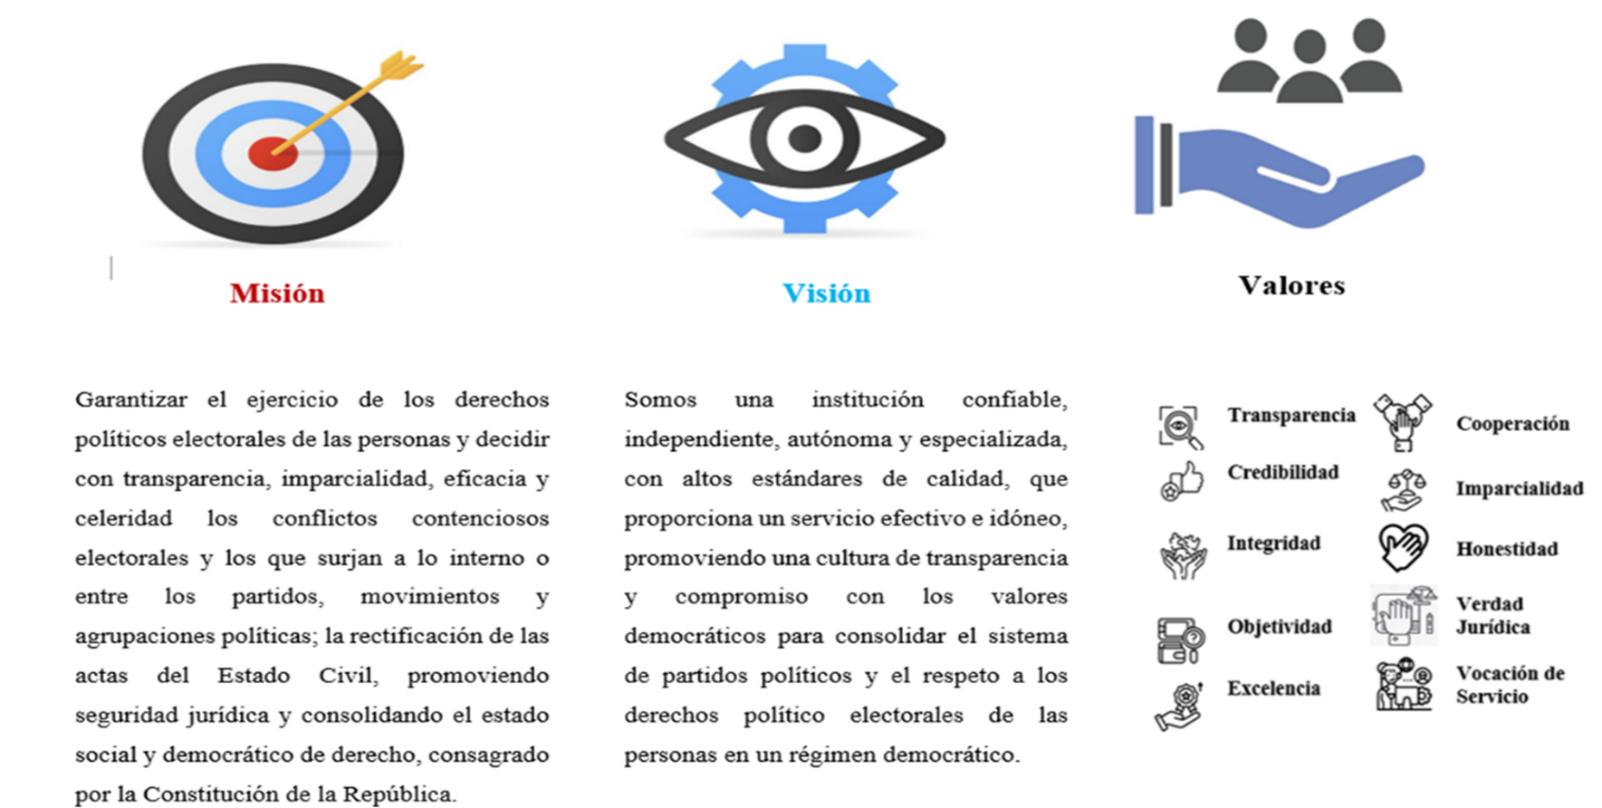 Misión
Garantizar el ejercicio de los derechos
políticos electorales de las personas y decidir
con transparencia, imparcialidad, eficacia y
celeridad los conflictos contenciosos
electorales y los que surjan a lo interno o
entre los partidos, movimientos y
agrupaciones políticas; la rectificación de las
actas del Estado Civil, promoviendo
seguridad jurídica y consolidando el estado
social y democrático de derecho, consagrado
por la Constitución de la República.
Visión
Somos una institución confiable,
independiente, autónoma y especializada,
con altos estándares de calidad, que
proporciona un servicio efectivo e idóneo,
promoviendo una cultura de transparencia
y compromiso con los valores
democráticos para consolidar el sistema
de partidos políticos y el respeto a los
derechos político electorales de las
personas en un régimen democrático.
Valores
Transparencia
Credibilidad
Integridad
Objetividad
Excelencia
Cooperación
Imparcialidad
Honestidad
Verdad
Jurídica
Vocación de
Servicio